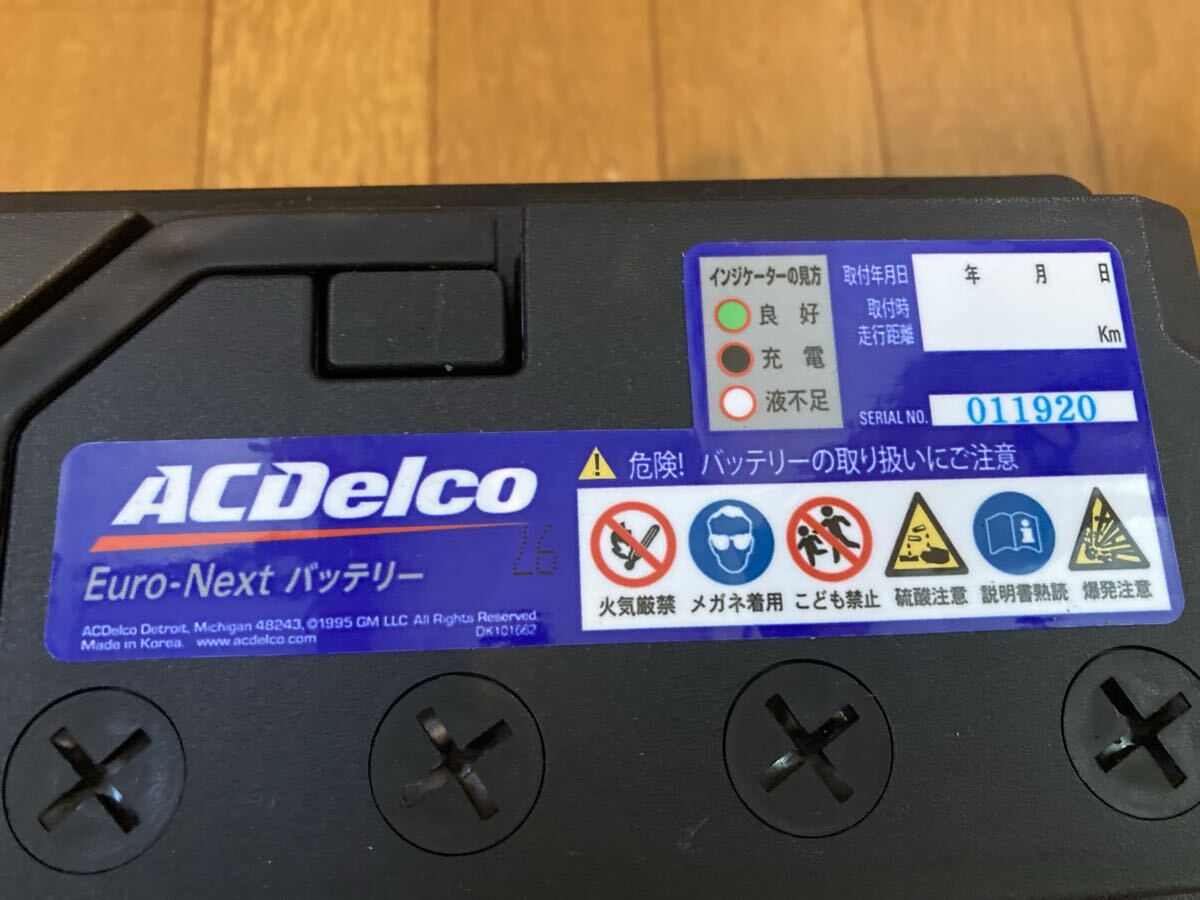 インジケーターの見方
良 好
充 電
液不足
取付年月日
年 月 日
取付時
走行距離
Km
SERIAL NO.
011920
ACDelco
Euro-Next バッテリー
ACDelco Detroit, Michigan 48243, ©1995 GM LLC All Rights Reserved.
Made in Korea. www.acdelco.com
DK101662
危険! バッテリーの取り扱いにご注意
火気厳禁
メガネ着用
こども禁止
硫酸注意
説明書熟読
爆発注意